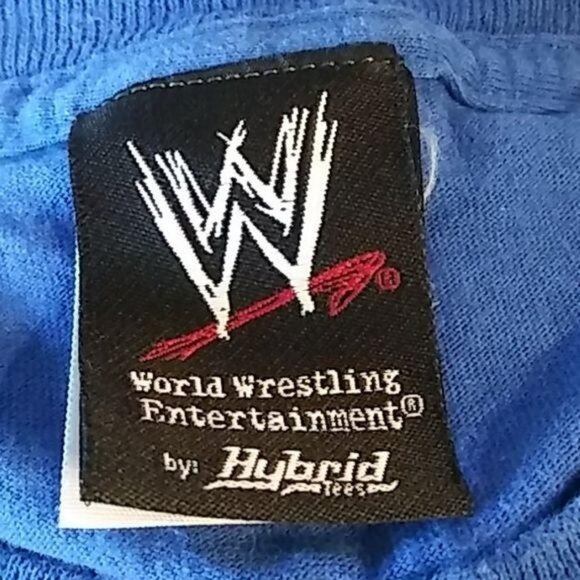 W
®
World Wrestling
Entertainment®
by: Hybrid
Tees